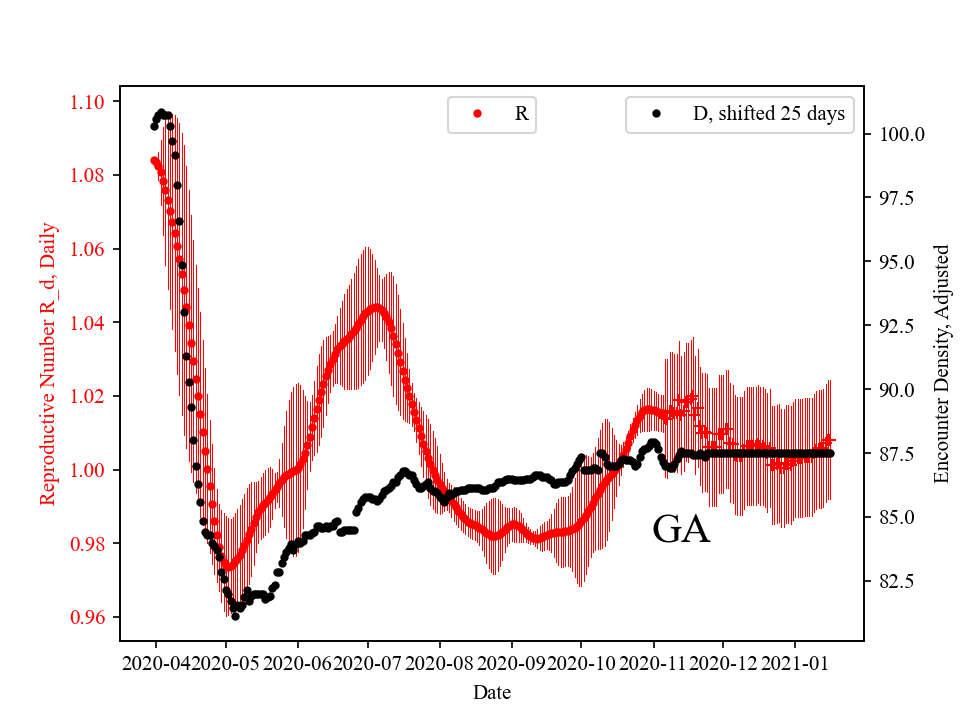 R
D, shifted 25 days
Reproductive Number R_d, Daily
1.10
1.08
1.06
1.04
1.02
1.00
0.98
0.96
100.0
97.5
95.0
92.5
90.0
87.5
85.0
82.5
Encounter Density, Adjusted
GA
2020-04 2020-05 2020-06 2020-07 2020-08 2020-09 2020-10 2020-11 2020-12 2021-01
Date